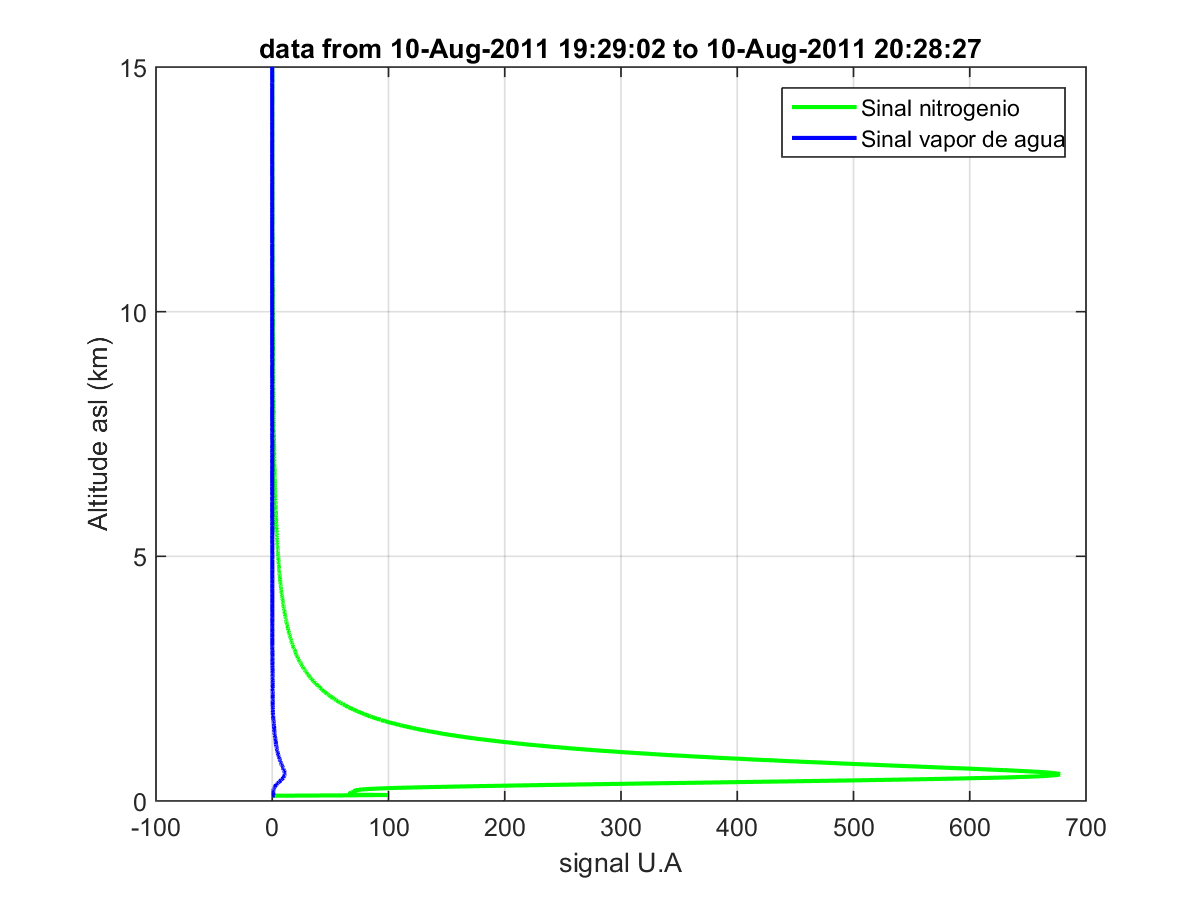 data from 10-Aug-2011 19:29:02 to 10-Aug-2011 20:28:27
Sinal nitrogenio
Sinal vapor de agua
15
10
5
0
Altitude asl (km)
-100 0 100 200 300 400 500 600 700
signal U.A